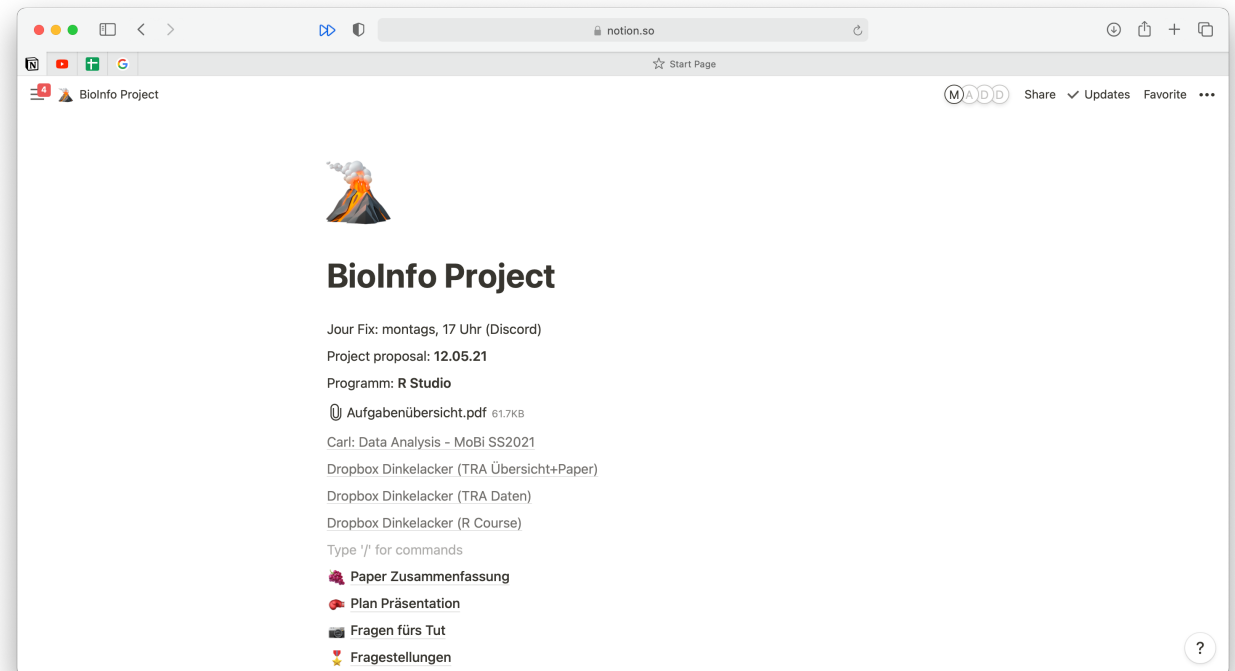 notion.so
Start Page
4
BioInfo Project
M A D D
Share
Updates
Favorite
BioInfo Project
Jour Fix: montags, 17 Uhr (Discord)
Project proposal: 12.05.21
Programm: R Studio
Aufgabenübersicht.pdf 61.7KB
Carl: Data Analysis - MoBi SS2021
Dropbox Dinkelacker (TRA Übersicht+Paper)
Dropbox Dinkelacker (TRA Daten)
Dropbox Dinkelacker (R Course)
Type '/' for commands
Paper Zusammenfassung
Plan Präsentation
Fragen fürs Tut
Fragestellungen
?